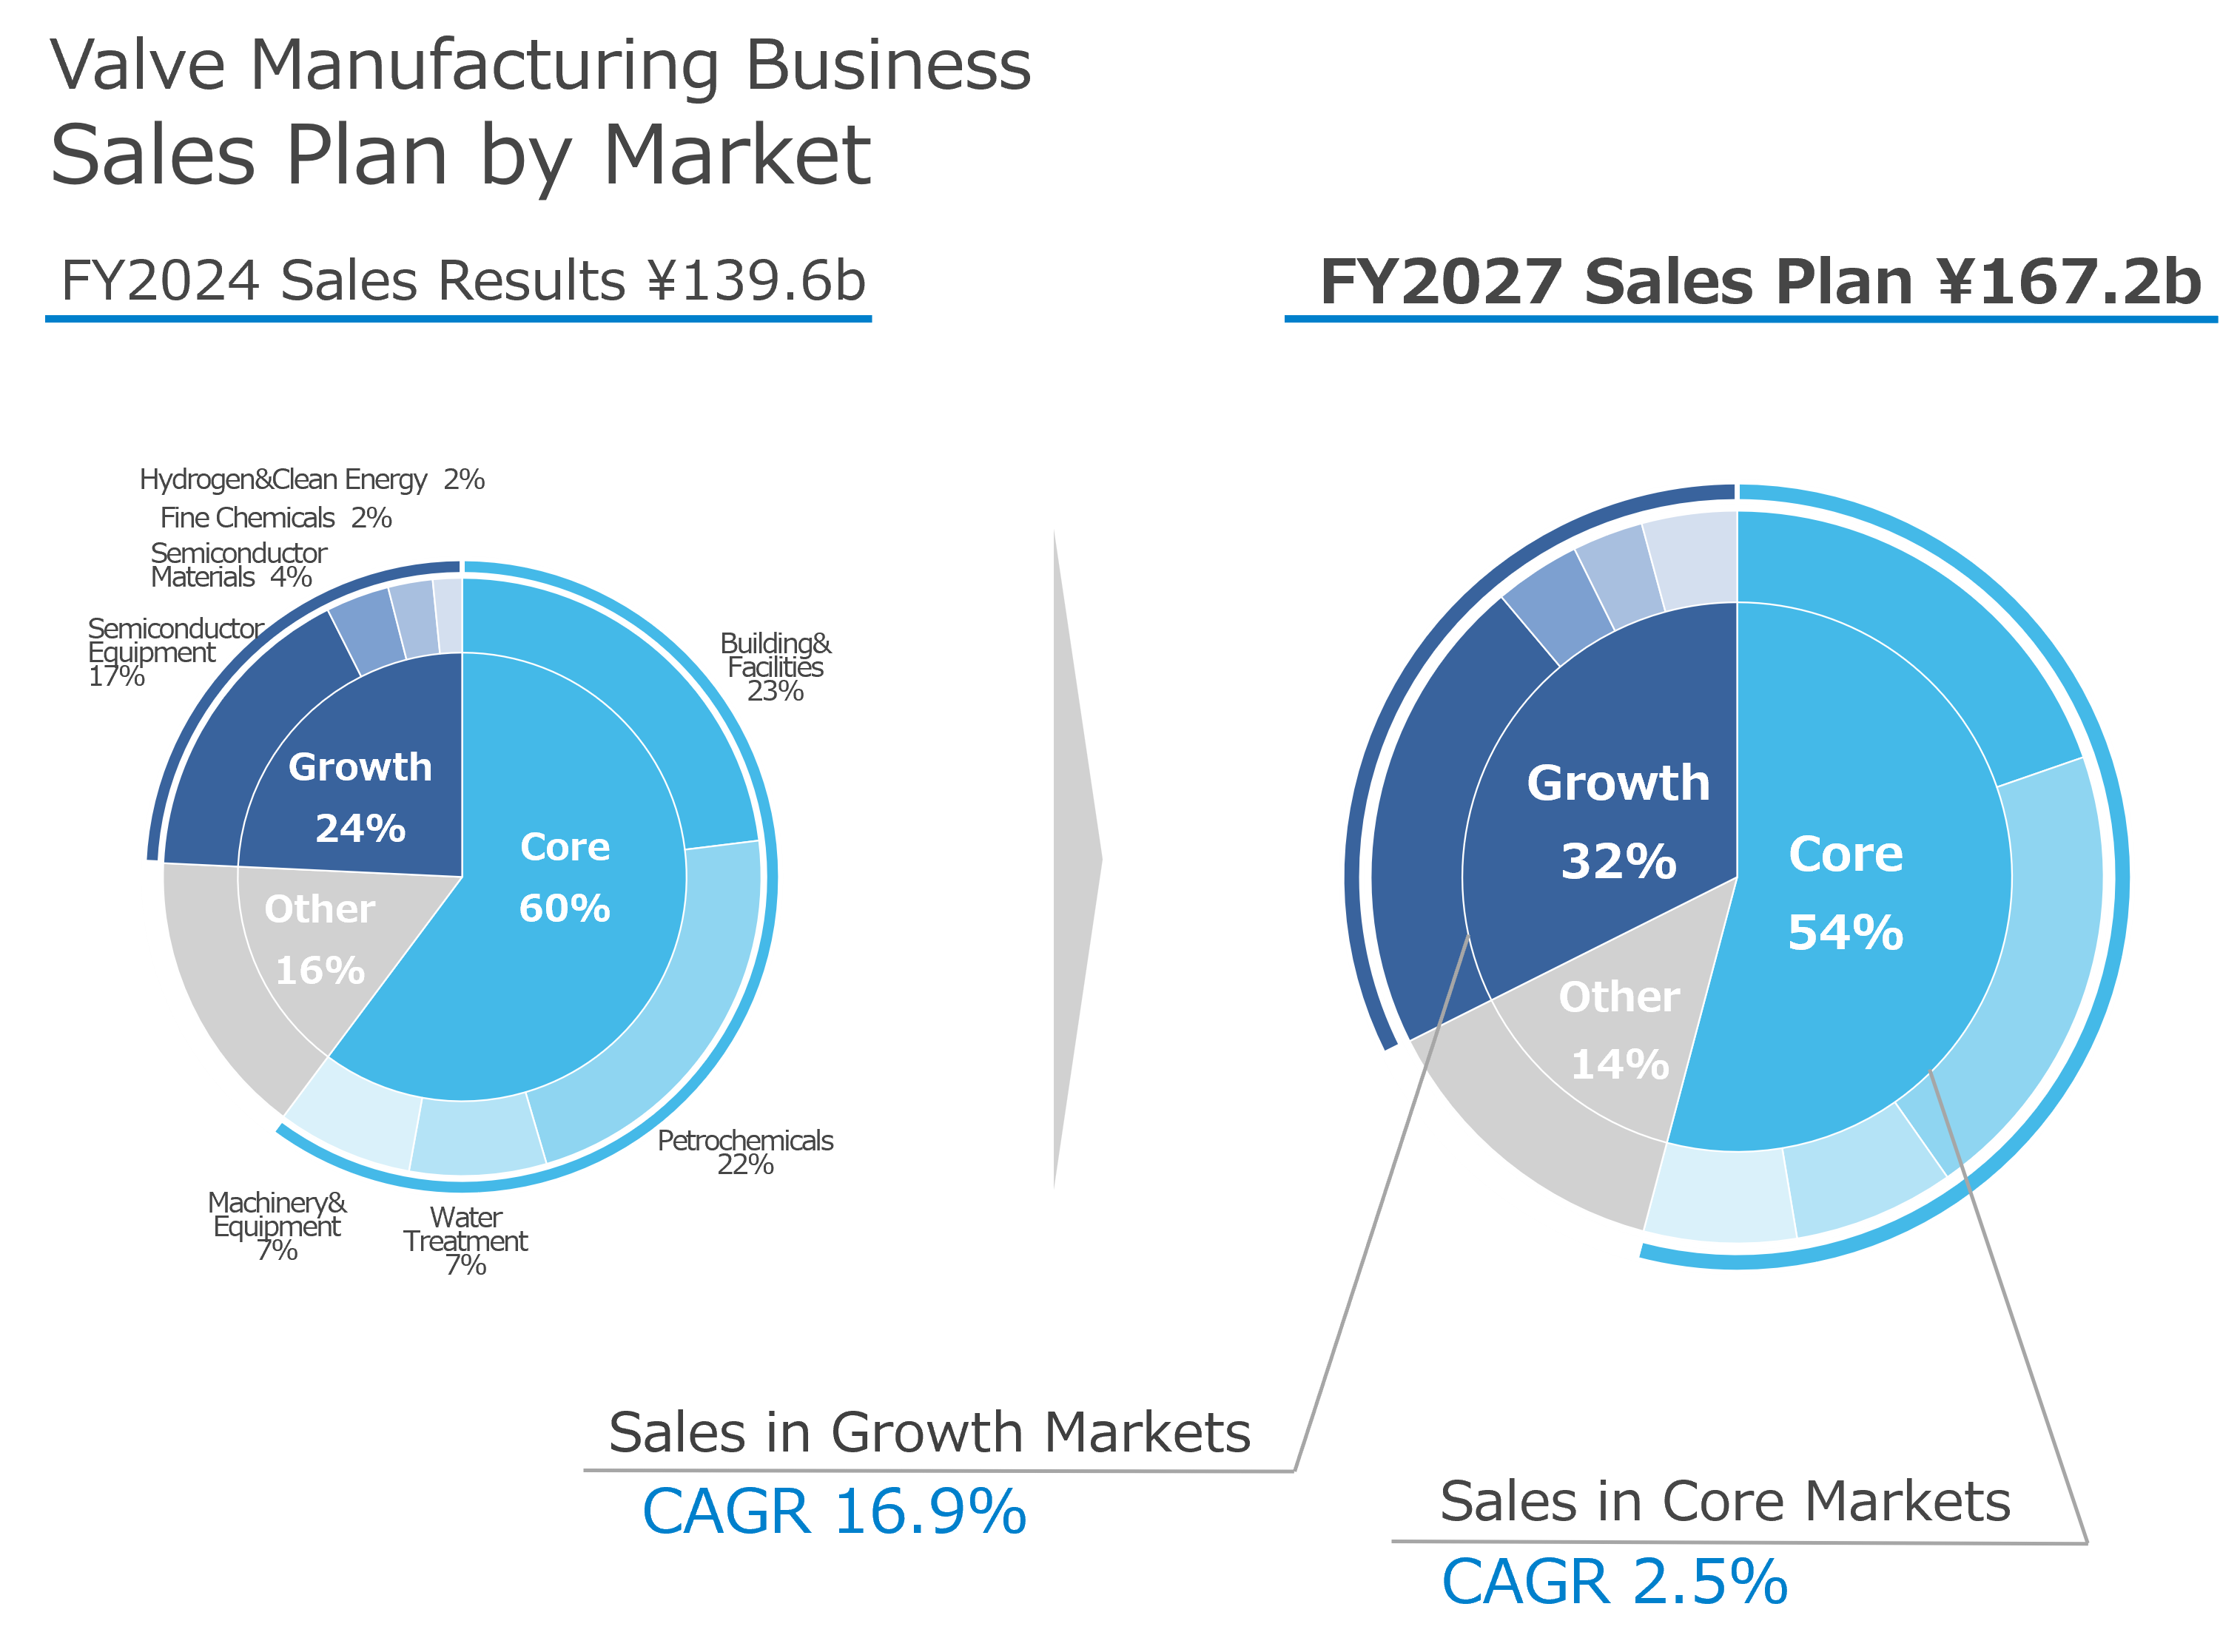 Valve Manufacturing Business
Sales Plan by Market
FY2024 Sales Results ¥139.6b
FY2027 Sales Plan ¥167.2b
Hydrogen&Clean Energy 2%
Fine Chemicals 2%
Semiconductor
Materials 4%
Semiconductor
Equipment
17%
Building&
Facilities
23%
Growth
24%
Core
60%
Other
16%
Petrochemicals
22%
Machinery&
Equipment
7%
Water
Treatment
7%
Growth
32%
Core
54%
Other
14%
Sales in Growth Markets
CAGR 16.9%
Sales in Core Markets
CAGR 2.5%